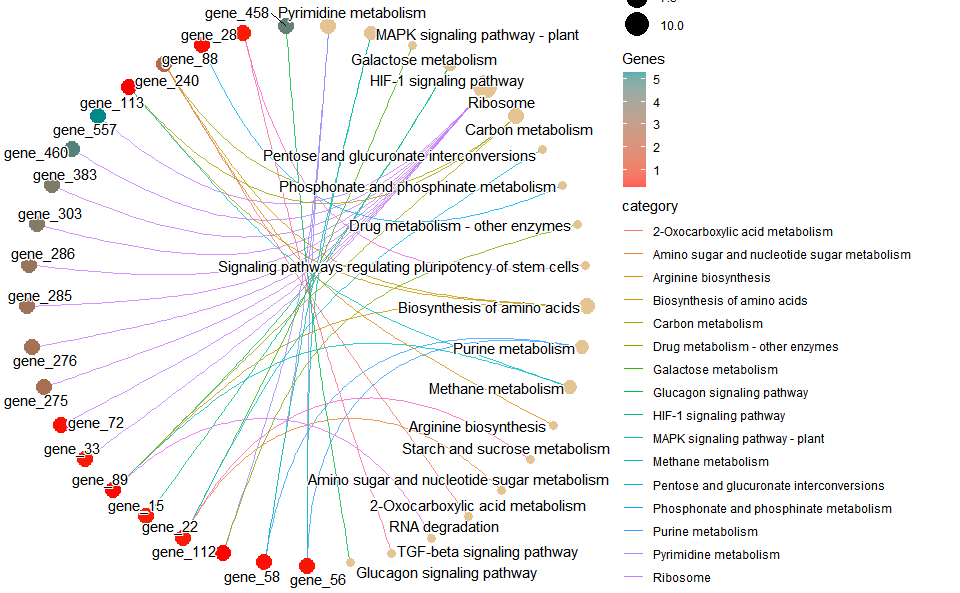 gene_458
Pyrimidine metabolism
gene_28
MAPK signaling pathway - plant
gene_88
Galactose metabolism
gene_240
HIF-1 signaling pathway
gene_113
Ribosome
gene_557
Carbon metabolism
gene_460
Pentose and glucuronate interconversions
gene_383
Phosphonate and phosphinate metabolism
gene_303
Drug metabolism - other enzymes
gene_286
Signaling pathways regulating pluripotency of stem cells
gene_285
Biosynthesis of amino acids
gene_276
Purine metabolism
gene_275
Methane metabolism
gene_72
Arginine biosynthesis
gene_33
Starch and sucrose metabolism
gene_89
Amino sugar and nucleotide sugar metabolism
gene_15
2-Oxocarboxylic acid metabolism
gene_22
RNA degradation
gene_112
TGF-beta signaling pathway
gene_58
gene_56
Glucagon signaling pathway
10.0
Genes
5
4
3
2
1
category
2-Oxocarboxylic acid metabolism
Amino sugar and nucleotide sugar metabolism
Arginine biosynthesis
Biosynthesis of amino acids
Carbon metabolism
Drug metabolism - other enzymes
Galactose metabolism
Glucagon signaling pathway
HIF-1 signaling pathway
MAPK signaling pathway - plant
Methane metabolism
Pentose and glucuronate interconversions
Phosphonate and phosphinate metabolism
Purine metabolism
Pyrimidine metabolism
Ribosome